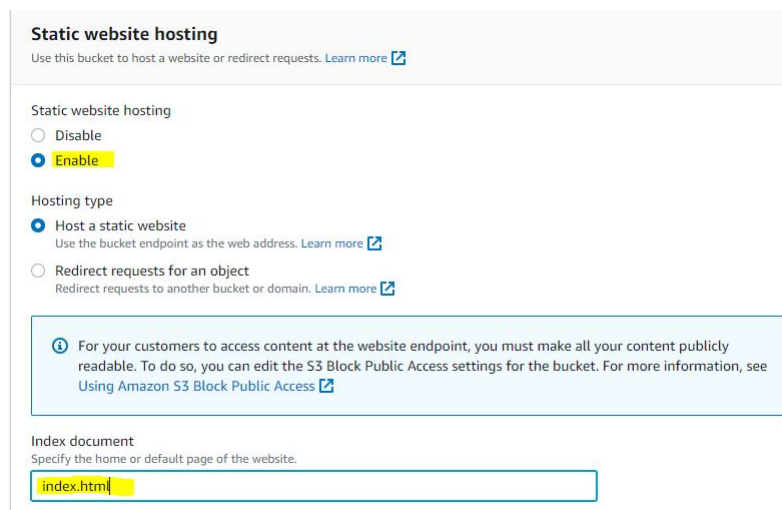 Static website hosting
Use this bucket to host a website or redirect requests. Learn more
Static website hosting
Disable
Enable
Hosting type
Host a static website
Use the bucket endpoint as the web address. Learn more
Redirect requests for an object
Redirect requests to another bucket or domain. Learn more
For your customers to access content at the website endpoint, you must make all your content publicly
readable. To do so, you can edit the S3 Block Public Access settings for the bucket. For more information, see
Using Amazon S3 Block Public Access
Index document
Specify the home or default page of the website.
index.html